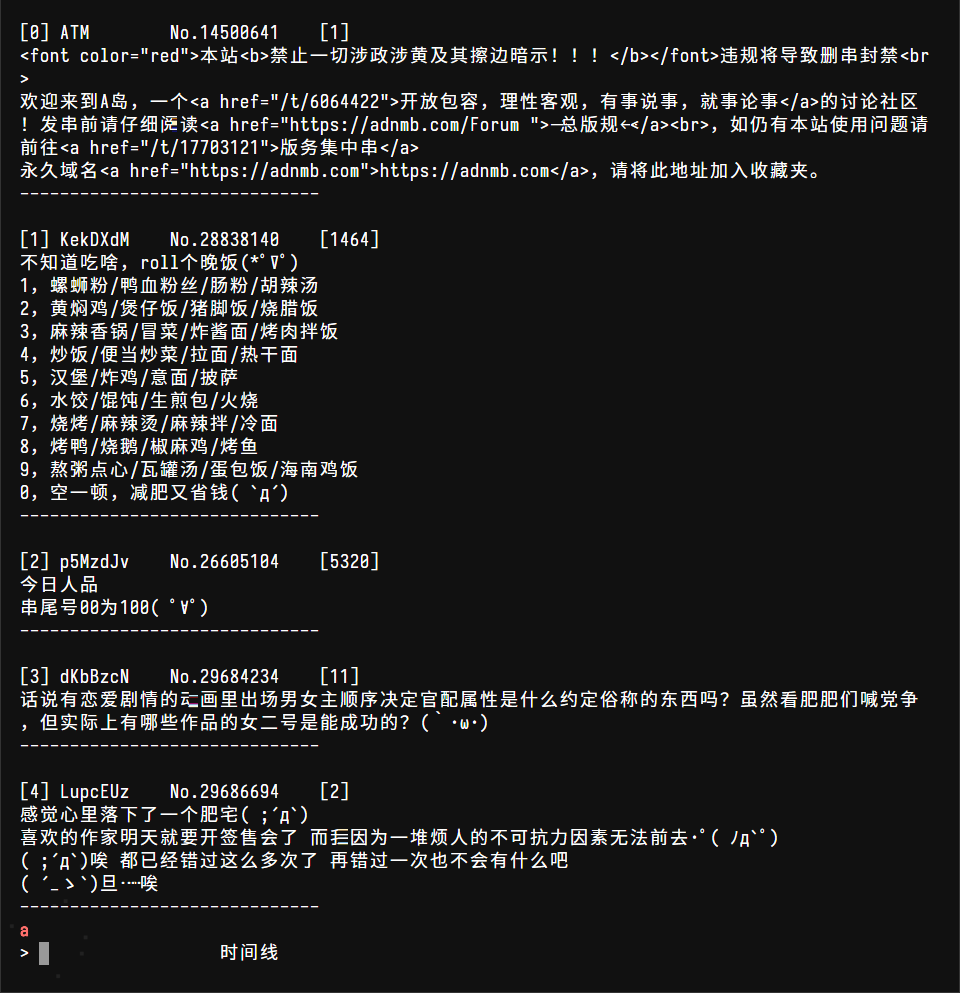 [0] ATM No.14500641 [1]
<font color="red">本站<b>禁止一切涉政涉黄及其擦边暗示！！！</b></font>违规将导致删串封禁<br
>
欢迎来到A岛，一个<a href="/t/6064422">开放包容，理性客观，有事说事，就事论事</a>的讨论社区
！发串前请仔细阅读<a href="https://adnmb.com/Forum ">→总版规←</a><br>，如仍有本站使用问题请
前往<a href="/t/17703121">版务集中串</a>
永久域名<a href="https://adnmb.com">https://adnmb.com</a>，请将此地址加入收藏夹。
------------------------------
[1] KekDXdM No.28838140 [1464]
不知道吃啥，roll个晚饭(*ﾟ∇ﾟ)
1，螺蛳粉/鸭血粉丝/肠粉/胡辣汤
2，黄焖鸡/煲仔饭/猪脚饭/烧腊饭
3，麻辣香锅/冒菜/炸酱面/烤肉拌饭
4，炒饭/便当炒菜/拉面/热干面
5，汉堡/炸鸡/意面/披萨
6，水饺/馄饨/生煎包/火烧
7，烧烤/麻辣烫/麻辣拌/冷面
8，烤鸭/烧鹅/椒麻鸡/烤鱼
9，熬粥点心/瓦罐汤/蛋包饭/海南鸡饭
0，空一顿，减肥又省钱( `д´)
------------------------------
[2] p5MzdJv No.26605104 [5320]
今日人品
串尾号00为100( ﾟ∀ﾟ)
------------------------------
[3] dKbBzcN No.29684234 [11]
话说有恋爱剧情的动画里出场男女主顺序决定官配属性是什么约定俗称的东西吗？虽然看肥肥们喊党争
，但实际上有哪些作品的女二号是能成功的？(｀･ω･)
------------------------------
[4] LupcEUz No.29686694 [2]
感觉心里落下了一个肥宅( ;´д`)
喜欢的作家明天就要开签售会了 而我因为一堆烦人的不可抗力因素无法前去･ﾟ( ﾉд`ﾟ)
( ;´д`)唉 都已经错过这么多次了 再错过一次也不会有什么吧
( ´_ゝ`)旦……唉
------------------------------
a
> 时间线